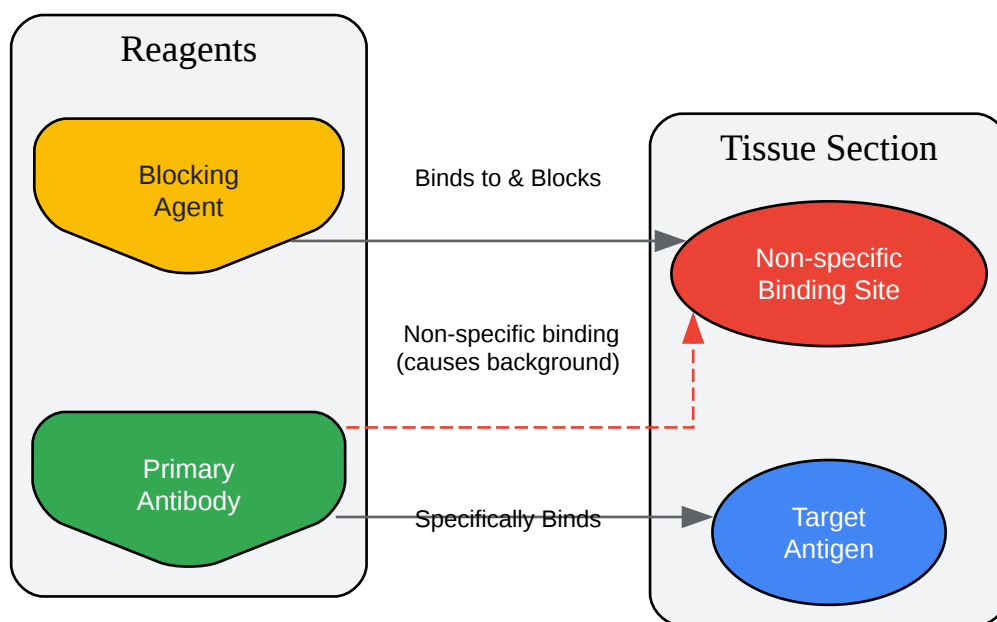 Reagents
Blocking
Agent
Primary
Antibody
Binds to & Blocks
Non-specific binding
(causes background)
Specifically Binds
Tissue Section
Non-specific
Binding Site
Target
Antigen